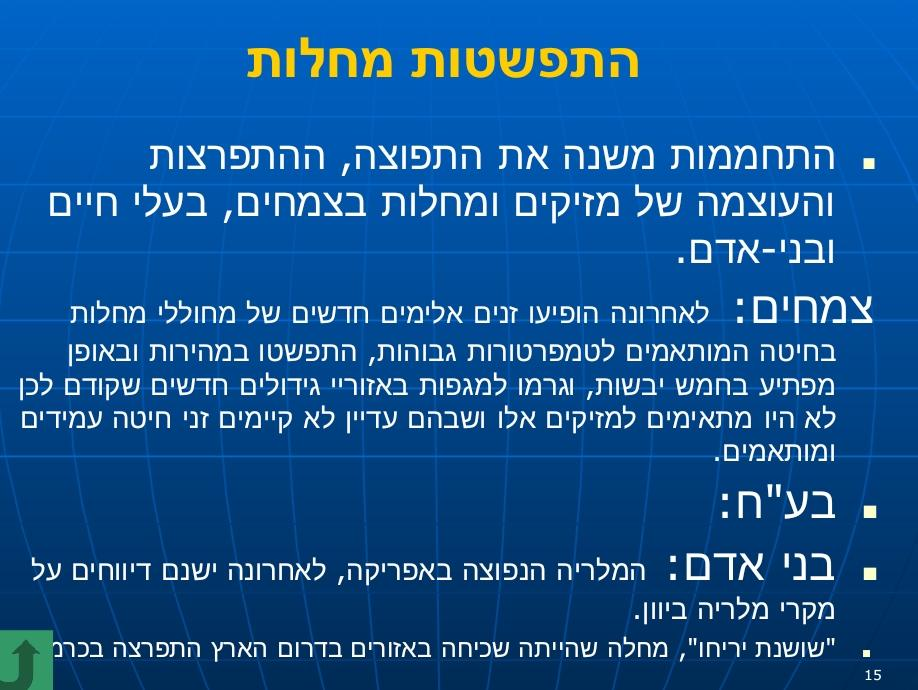 התפשטות מחלות
התחממות משנה את התפוצה, ההתפרצות
והעוצמה של מזיקים ומחלות בצמחים, בעלי חיים
ובני-אדם.
צמחים: לאחרונה הופיעו זנים אלימים חדשים של מחוללי מחלות
בחיטה המותאמים לטמפרטורות גבוהות, התפשטו במהירות ובאופן
מפתיע בחמש יבשות, וגרמו למגפות באזוריי גידולים חדשים שקודם לכן
לא היו מתאימים למזיקים אלו ושבהם עדיין לא קיימים זני חיטה עמידים
ומותאמים.
בע"ח:
בני אדם: המלריה הנפוצה באפריקה, לאחרונה ישנם דיווחים על
מקרי מלריה ביוון.
"שושנת יריחו", מחלה שהייתה שכיחה באזורים בדרום הארץ התפרצה
15